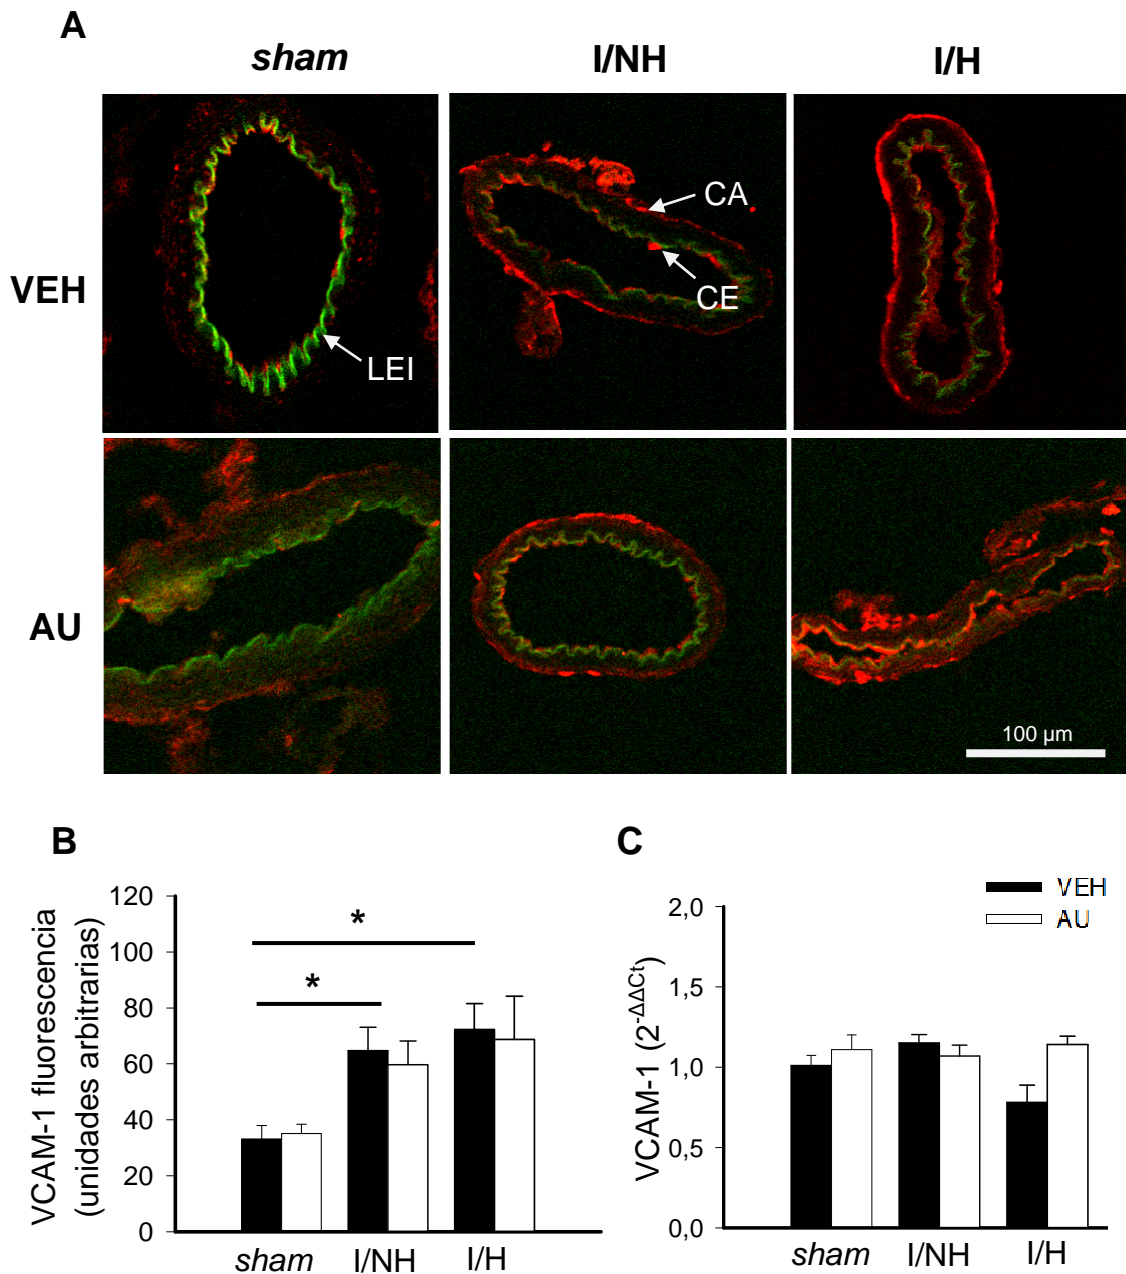 A
sham I/NH I/H
VEH
CA
CE
LEI
AU
100 µm
B
C
VCAM-1 fluorescencia
(unidades arbitrarias)
120
100
80
60
40
20
0
*
*
sham I/NH I/H
VEH
AU
VCAM-1 (2^-ΔΔCt)
2,0
1,5
1,0
0,5
0,0
sham I/NH I/H